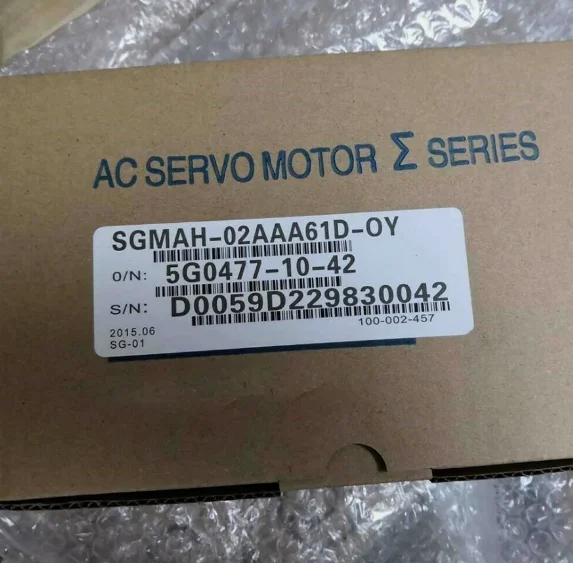 AC SERVO MOTOR Σ SERIES
SGMAH-02AAA61D-OY
O/N: 5G0477-10-42
S/N: D0059D229830042
2015.06 100-002-457
SG-01